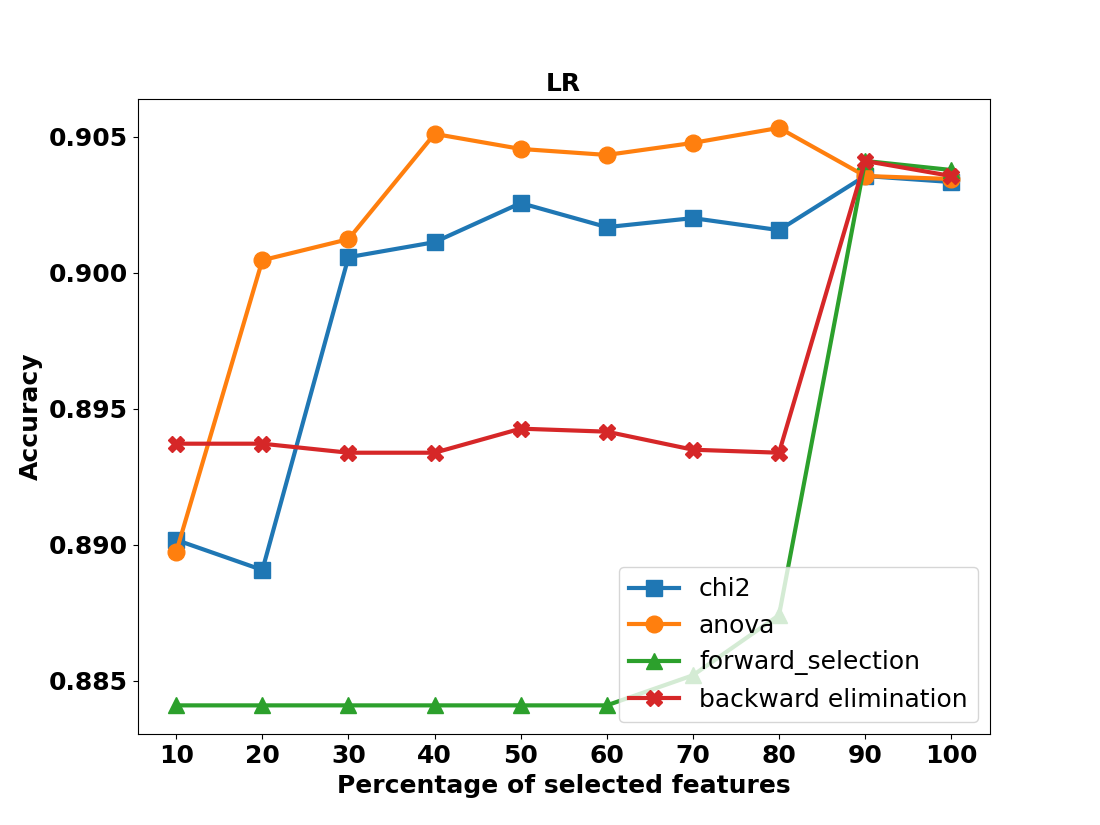 LR
0.905
0.900
0.895
0.890
0.885
Accuracy
chi2
anova
forward_selection
backward elimination
10 20 30 40 50 60 70 80 90 100
Percentage of selected features